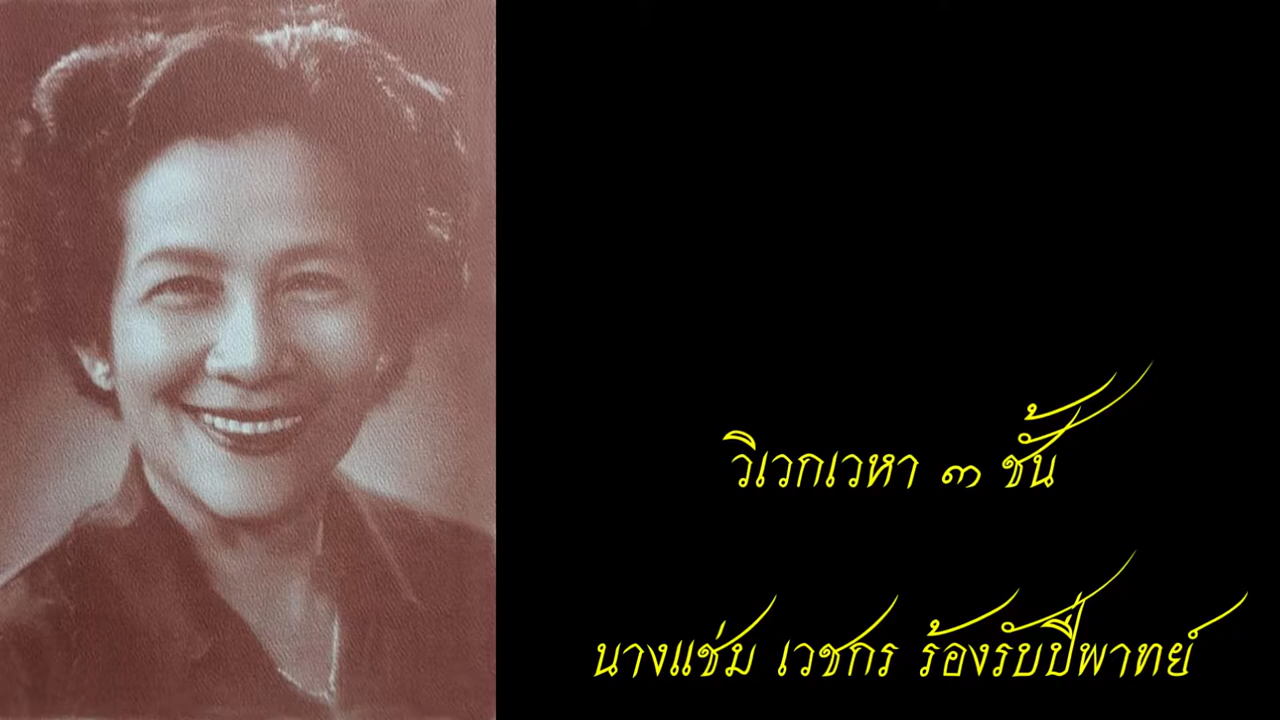 วิเวกเวหา ๓ ชั้น
นางแช่ม เวชกร ร้องรับปี่พาทย์